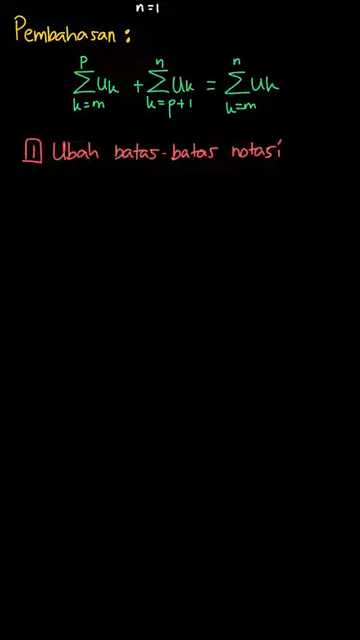 n=1
Pembahasan :
p n n
∑ Uk + ∑ Uk = ∑ Uk
k=m k=p+1 k=m
1 Ubah batas-batas notasi